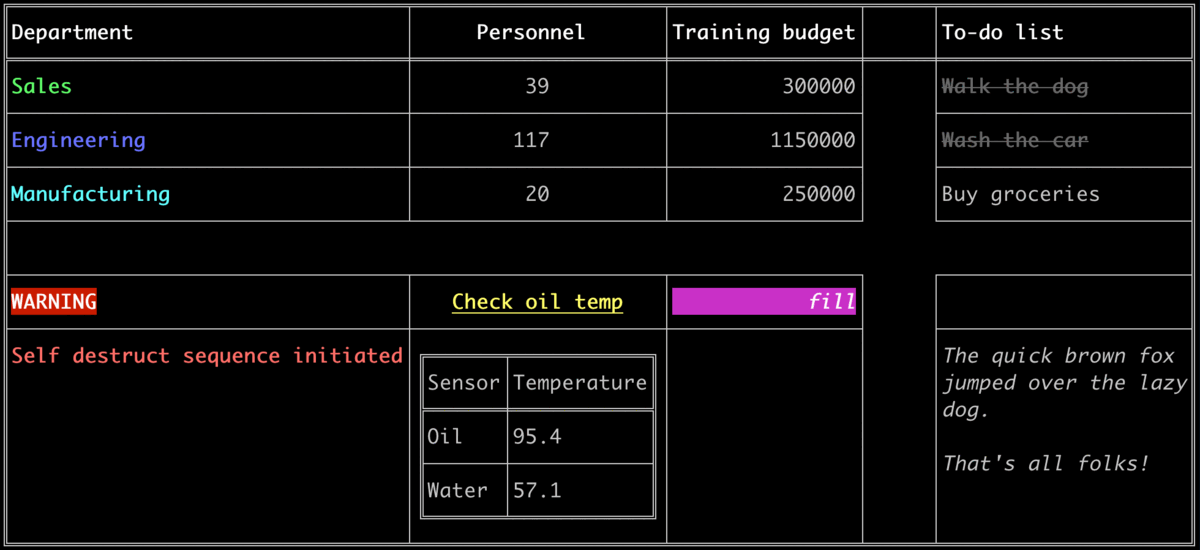 Department Personnel Training budget To-do list
Sales 39 300000 Walk the dog
Engineering 117 1150000 Wash the car
Manufacturing 20 250000 Buy groceries
WARNING Check oil temp fill
Self destruct sequence initiated
Sensor Temperature
Oil 95.4
Water 57.1
The quick brown fox
jumped over the lazy
dog.
That's all folks!